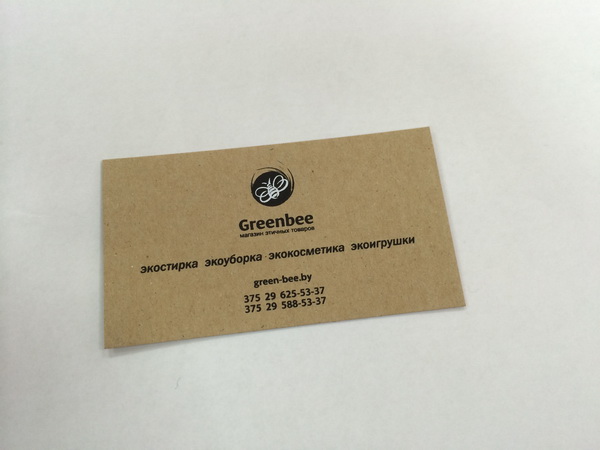 Greenbee
магазин этичных товаров
экостирка экоуборка экокосметика экоигрушки
green-bee.by
375 29 625-53-37
375 29 588-53-37